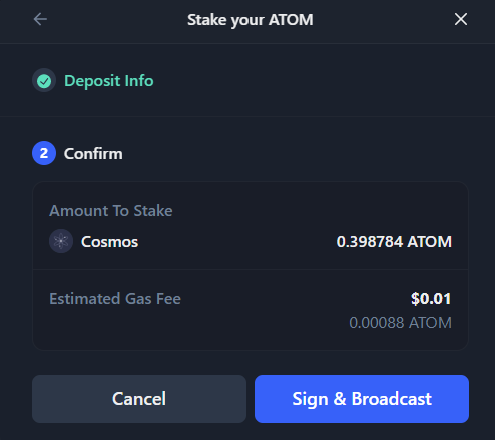 Stake your ATOM
Deposit Info
2 Confirm
Amount To Stake
Cosmos 0.398784 ATOM
Estimated Gas Fee $0.01
0.00088 ATOM
Cancel Sign & Broadcast